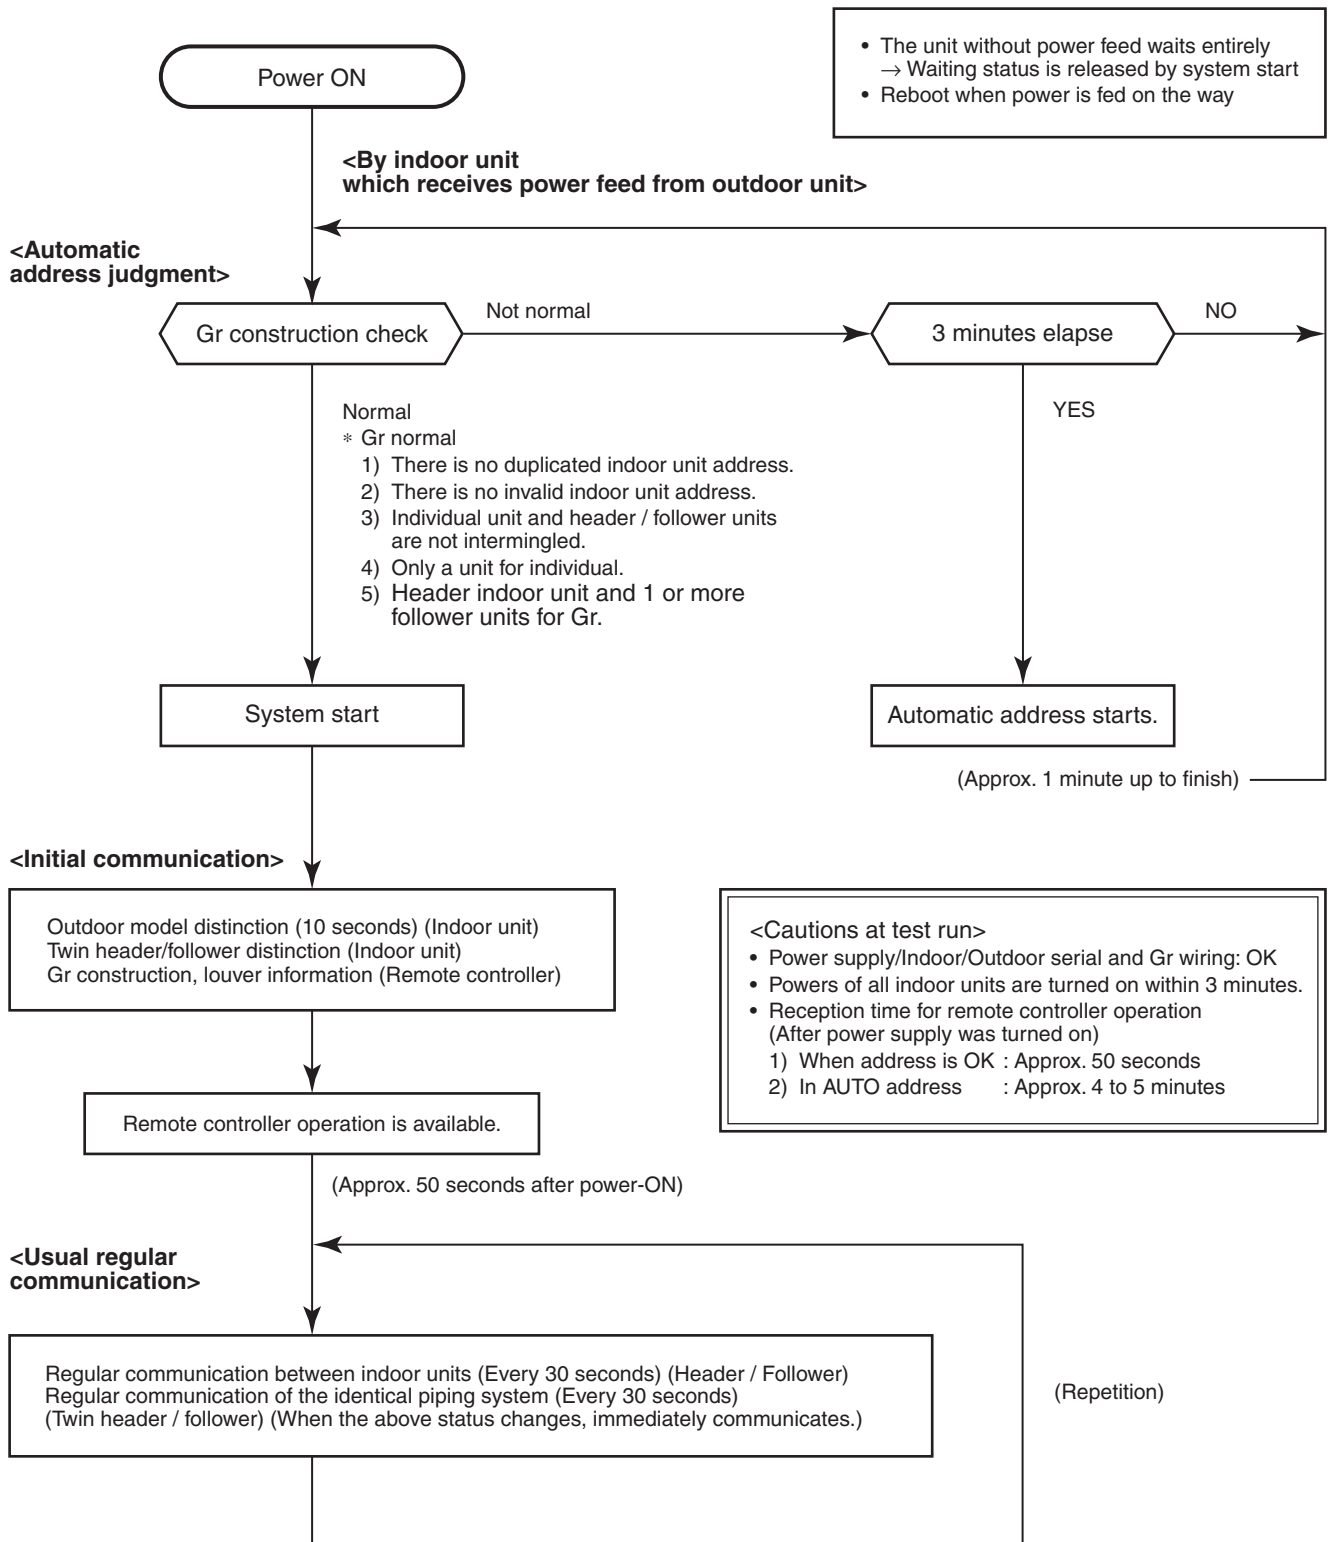 • The unit without power feed waits entirely
→ Waiting status is released by system start
• Reboot when power is fed on the way
Power ON
<By indoor unit
which receives power feed from outdoor unit>
<Automatic
address judgment>
Gr construction check
Not normal
3 minutes elapse
NO
Normal
* Gr normal
1) There is no duplicated indoor unit address.
2) There is no invalid indoor unit address.
3) Individual unit and header / follower units
are not intermingled.
4) Only a unit for individual.
5) Header indoor unit and 1 or more
follower units for Gr.
YES
System start
Automatic address starts.
(Approx. 1 minute up to finish)
<Initial communication>
Outdoor model distinction (10 seconds) (Indoor unit)
Twin header/follower distinction (Indoor unit)
Gr construction, louver information (Remote controller)
<Cautions at test run>
• Power supply/Indoor/Outdoor serial and Gr wiring: OK
• Powers of all indoor units are turned on within 3 minutes.
• Reception time for remote controller operation
(After power supply was turned on)
1) When address is OK : Approx. 50 seconds
2) In AUTO address : Approx. 4 to 5 minutes
Remote controller operation is available.
(Approx. 50 seconds after power-ON)
<Usual regular
communication>
Regular communication between indoor units (Every 30 seconds) (Header / Follower)
Regular communication of the identical piping system (Every 30 seconds)
(Twin header / follower) (When the above status changes, immediately communicates.)
(Repetition)